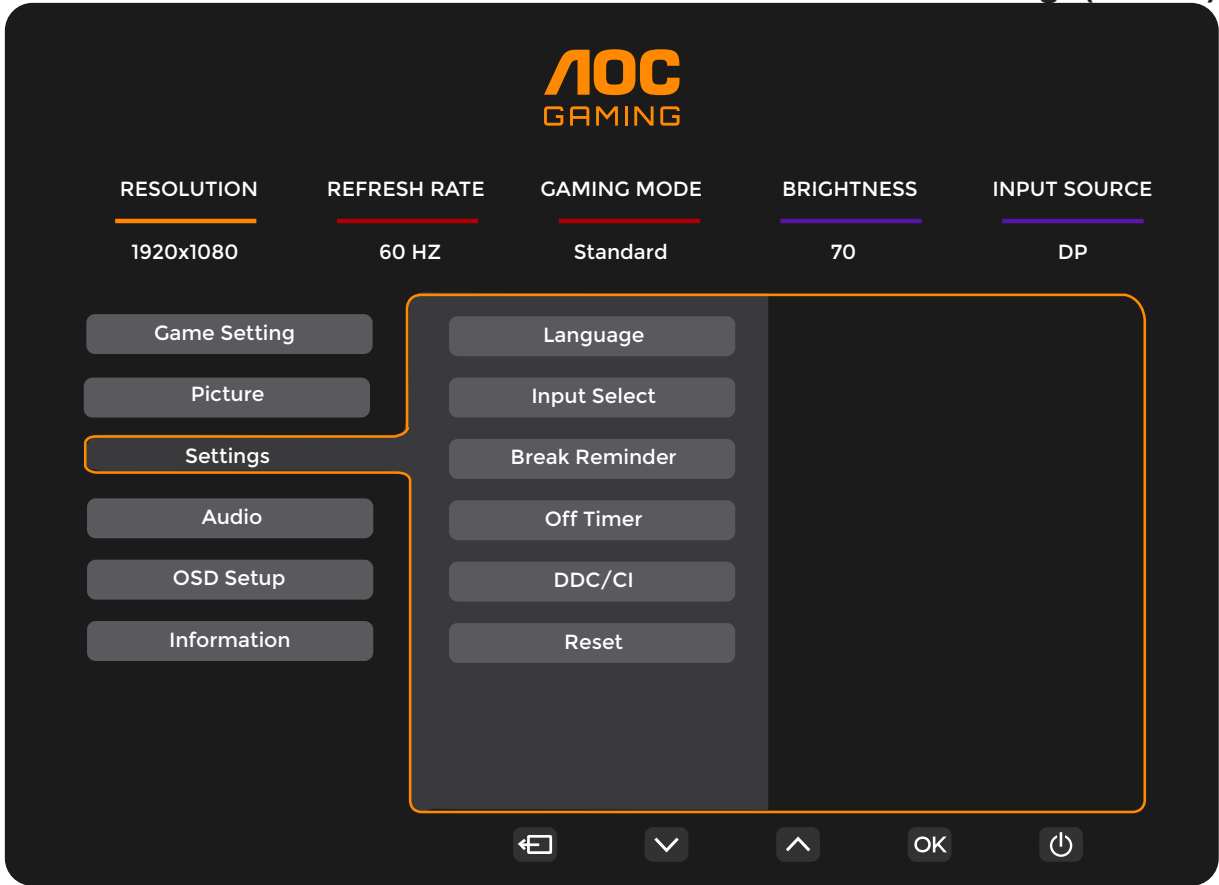 AOC
GAMING
RESOLUTION REFRESH RATE GAMING MODE BRIGHTNESS INPUT SOURCE
1920x1080 60 HZ Standard 70 DP
Game Setting Language
Picture Input Select
Settings Break Reminder
Audio Off Timer
OSD Setup DDC/CI
Information Reset
OK